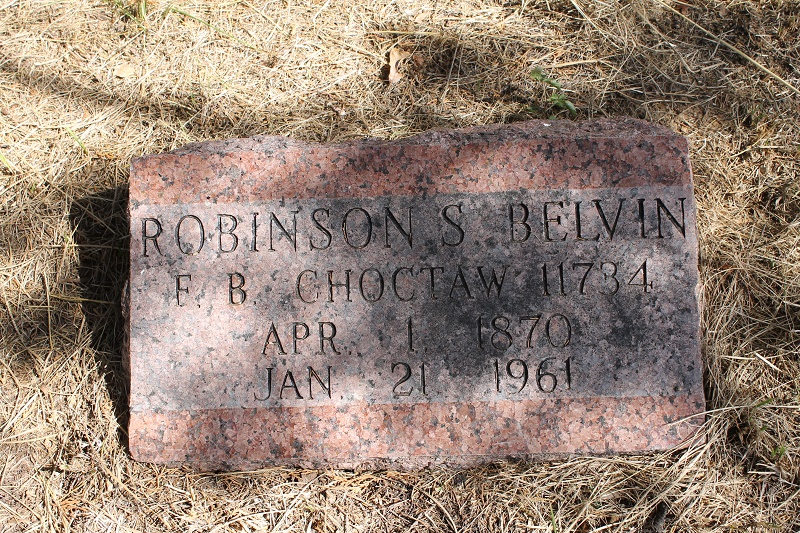 ROBINSON S. BELVIN
F. B. CHOCTAW 11734
APR. 1 1870
JAN. 21 1961